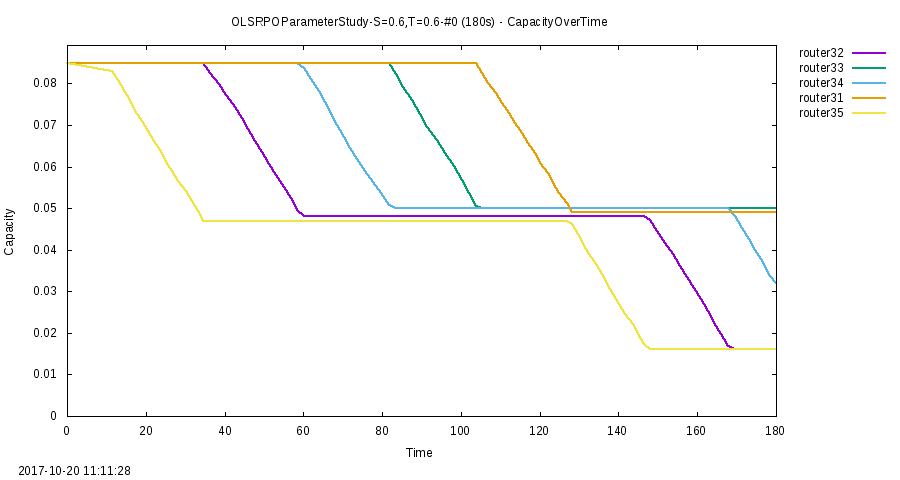 OLSRPOParameterStudy-S=0.6,T=0.6-#0 (180s) - CapacityOverTime
router32
router33
router34
router31
router35
0.08
0.07
0.06
0.05
0.04
0.03
0.02
0.01
0
Capacity
0 20 40 60 80 100 120 140 160 180
Time
2017-10-20 11:11:28